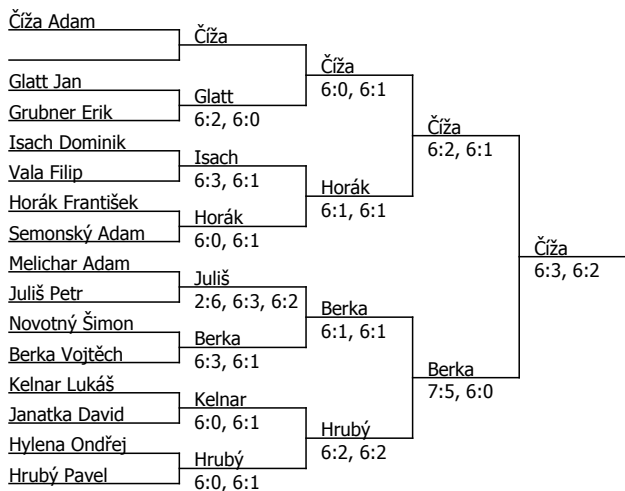 Číža Adam
Číža
Číža
6:0, 6:1
Glatt Jan
Glatt
6:2, 6:0
Grubner Erik
Číža
6:2, 6:1
Isach Dominik
Isach
6:3, 6:1
Vala Filip
Horák
6:1, 6:1
Horák František
Horák
6:0, 6:1
Semonský Adam
Číža
6:3, 6:2
Melichar Adam
Juliš
2:6, 6:3, 6:2
Juliš Petr
Berka
6:1, 6:1
Novotný Šimon
Berka
6:3, 6:1
Berka Vojtěch
Berka
7:5, 6:0
Kelnar Lukáš
Kelnar
6:0, 6:1
Janatka David
Hrubý
6:2, 6:2
Hylena Ondřej
Hrubý
6:0, 6:1
Hrubý Pavel